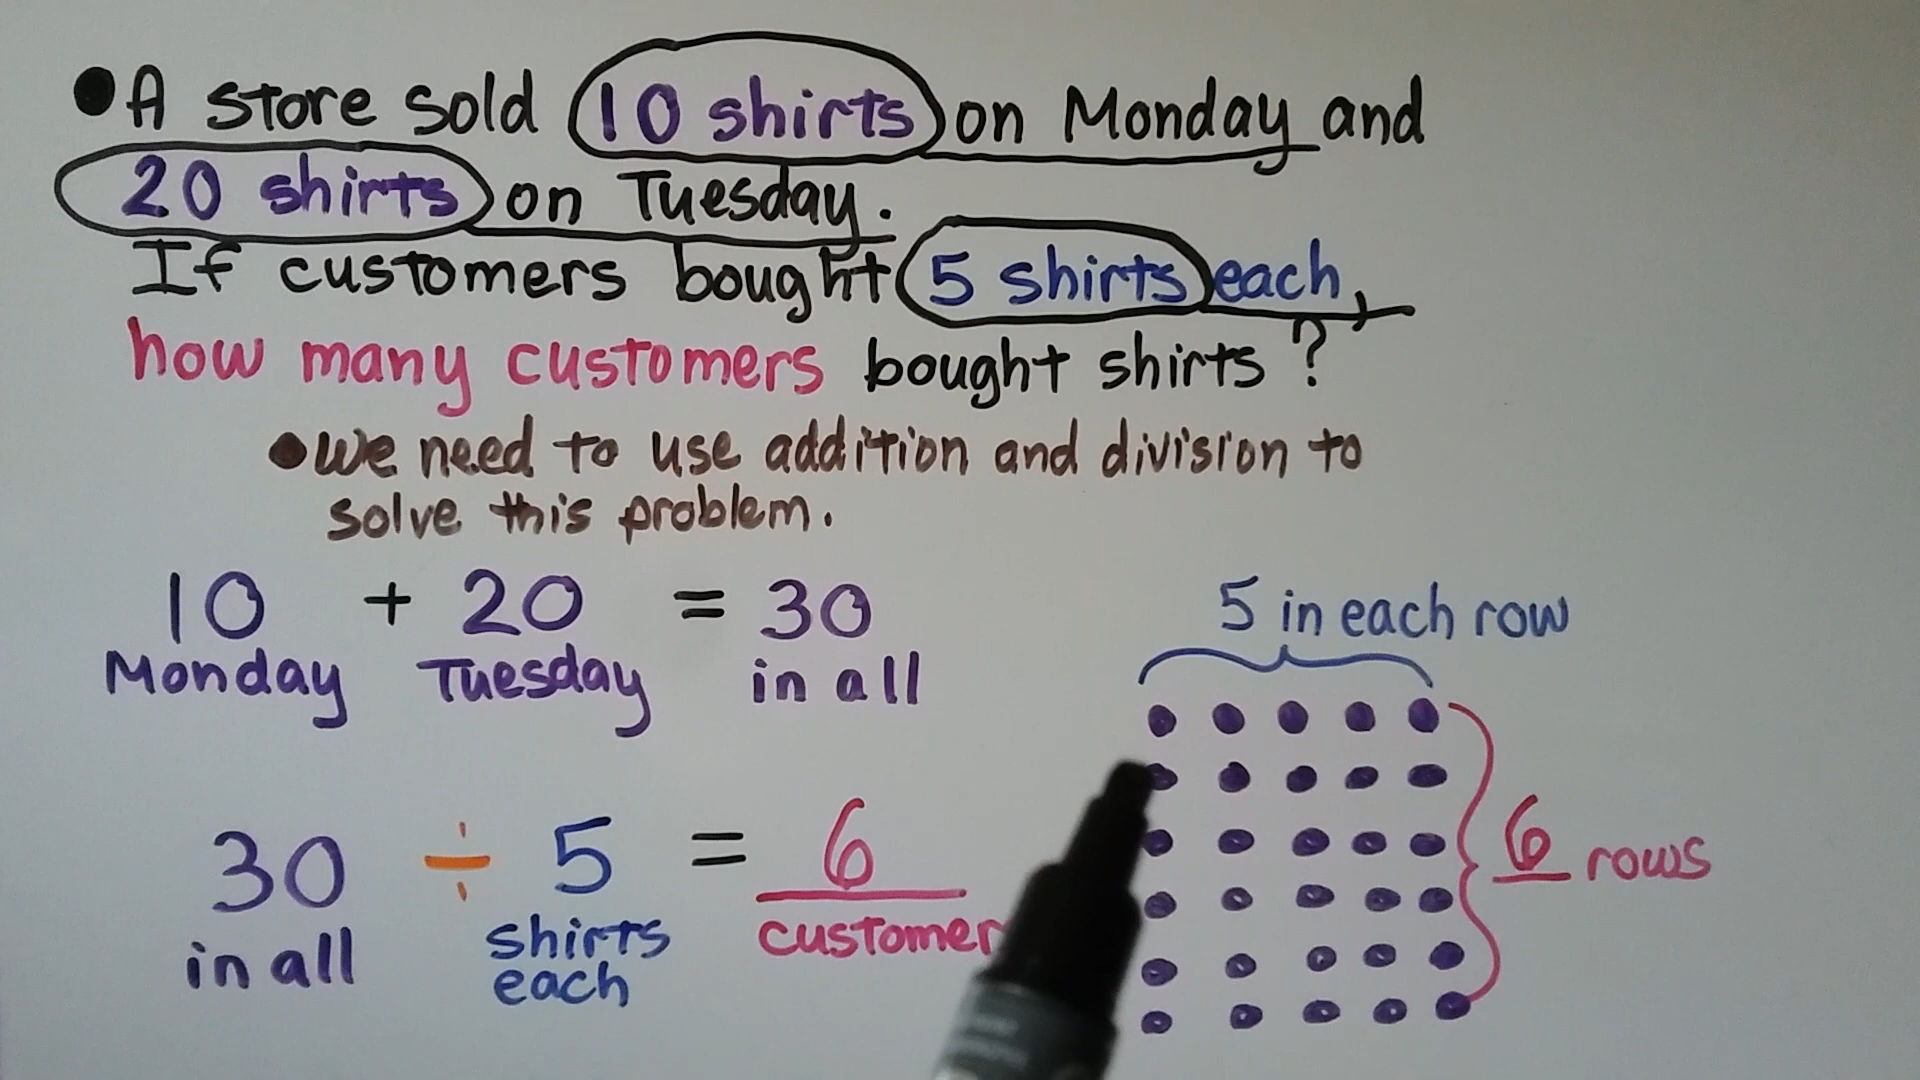 A store sold 10 shirts on Monday and
20 shirts on Tuesday.
If customers bought 5 shirts each,
how many customers bought shirts?
We need to use addition and division to
solve this problem.
10 + 20 = 30
Monday Tuesday in all
30 ÷ 5 = 6
in all shirts each customer
5 in each row
6 rows